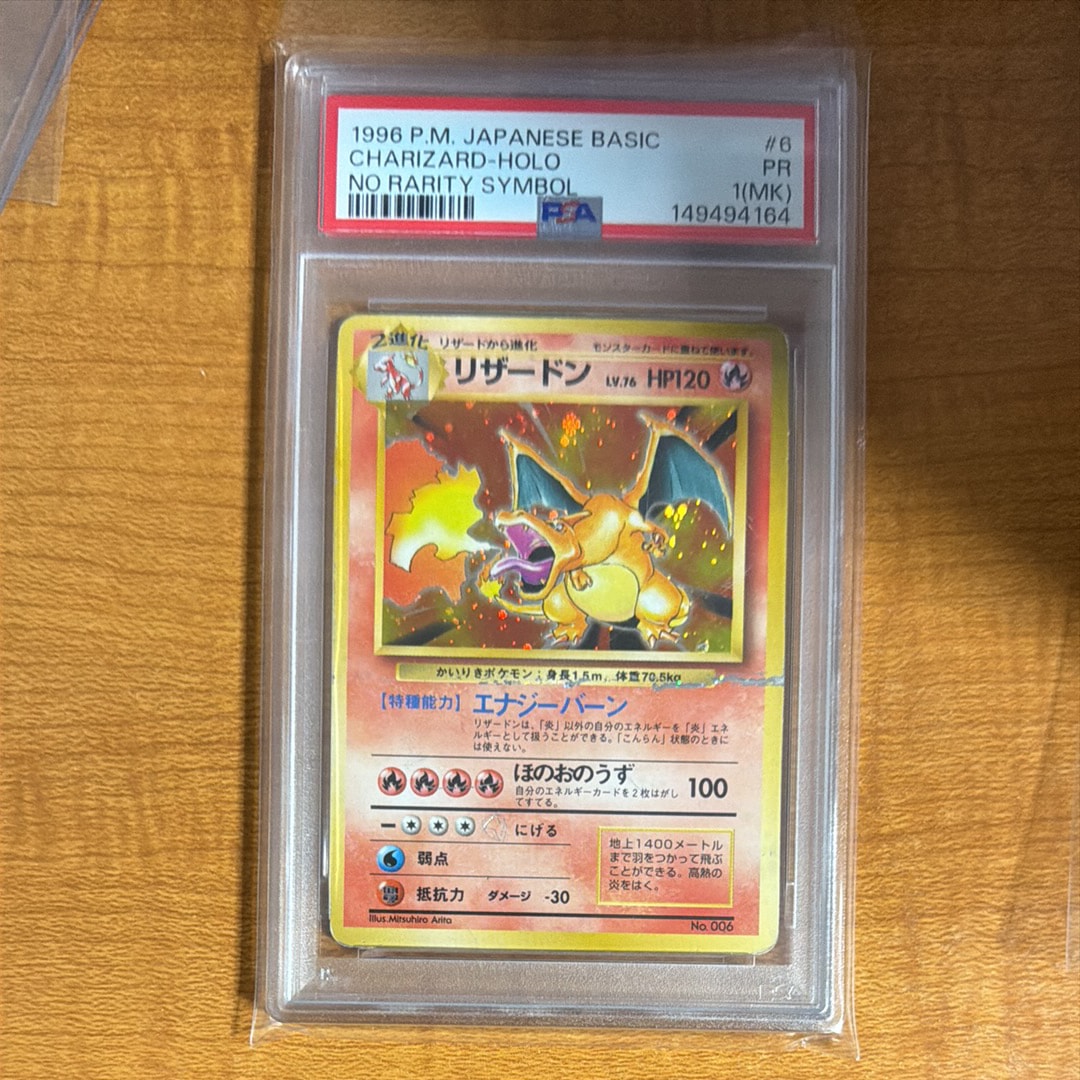 1996 P.M. JAPANESE BASIC #6
CHARIZARD-HOLO PR
NO RARITY SYMBOL 1(MK)
PSA 149494164
2進化 リザードから進化 モンスターカードに重ねて使います。
リザードン LV.76 HP120
かいりきポケモン:身長1.5m, 体重70.5kg
【特種能力】エナジーバーン
リザードンは、「炎」以外の自分のエネルギーを「炎」エネ
ルギーとして扱うことができる。「こんらん」状態のときに
は使えない。
ほのおのうず 100
自分のエネルギーカードを2枚はがし
てすてる。
にげる
弱点
抵抗力 ダメージ -30
地上1400メートル
まで羽をつかって飛ぶ
ことができる。高熱の
炎をはく。
Illus.Mitsuhiro Arita
No.006